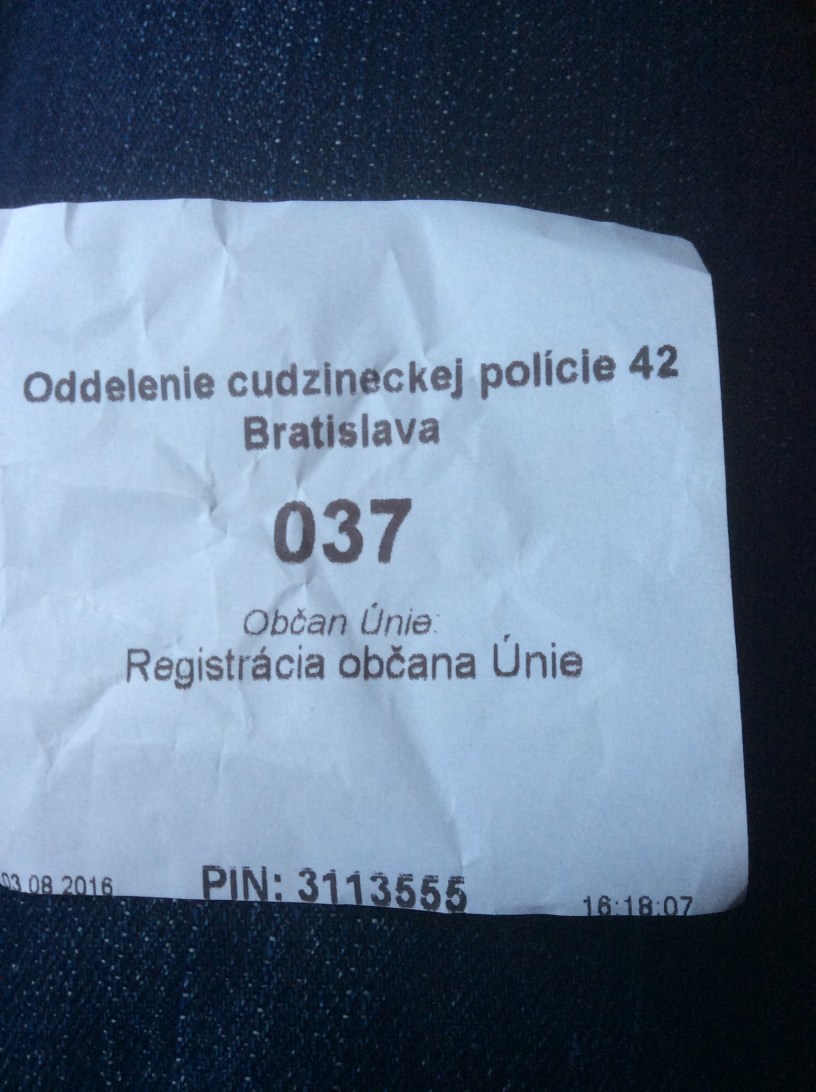 Oddelenie cudzineckej polície 42
Bratislava
037
Občan Únie:
Registrácia občana Únie
03.08.2016 PIN: 3113555 16:18:07